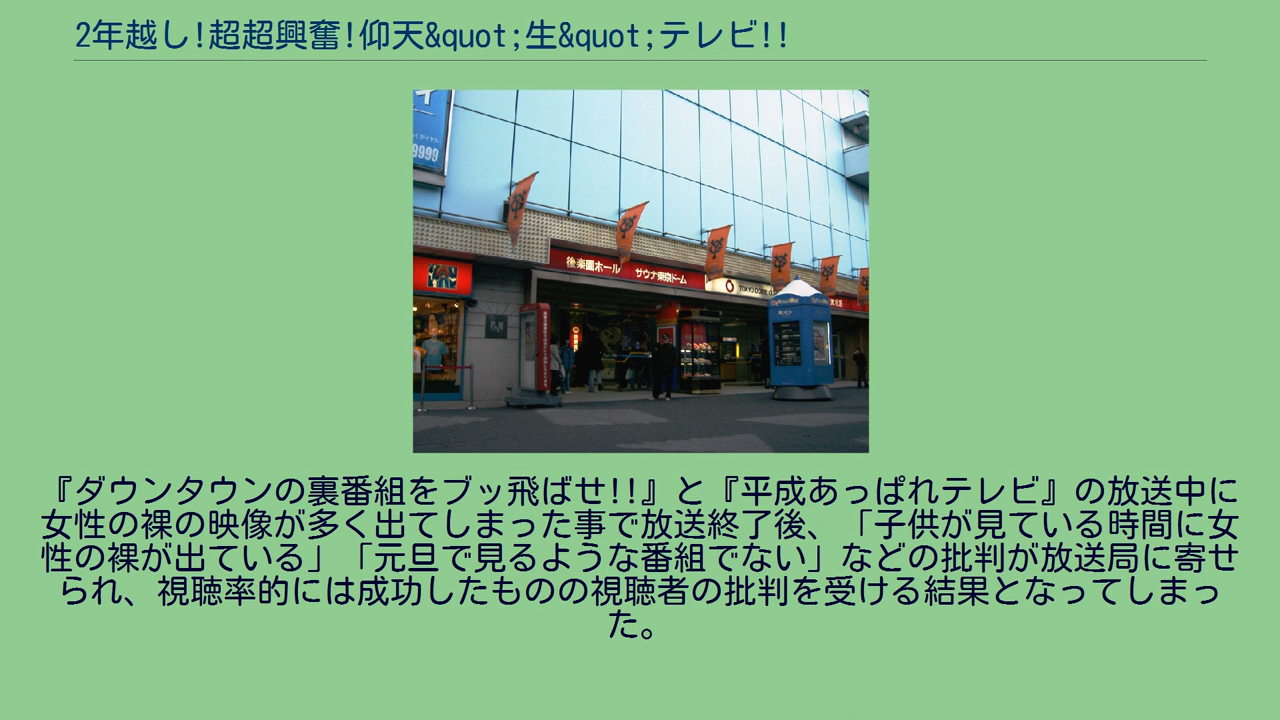 2年越し!超超興奮!仰天&quot;生&quot;テレビ!!
9999
後楽園ホール サウナ東京ドーム
TOKYO DOME
『ダウンタウンの裏番組をブッ飛ばせ!!』と『平成あっぱれテレビ』の放送中に
女性の裸の映像が多く出てしまった事で放送終了後、「子供が見ている時間に女
性の裸が出ている」「元旦で見るような番組でない」などの批判が放送局に寄せ
られ、視聴率的には成功したものの視聴者の批判を受ける結果となってしまっ
た。